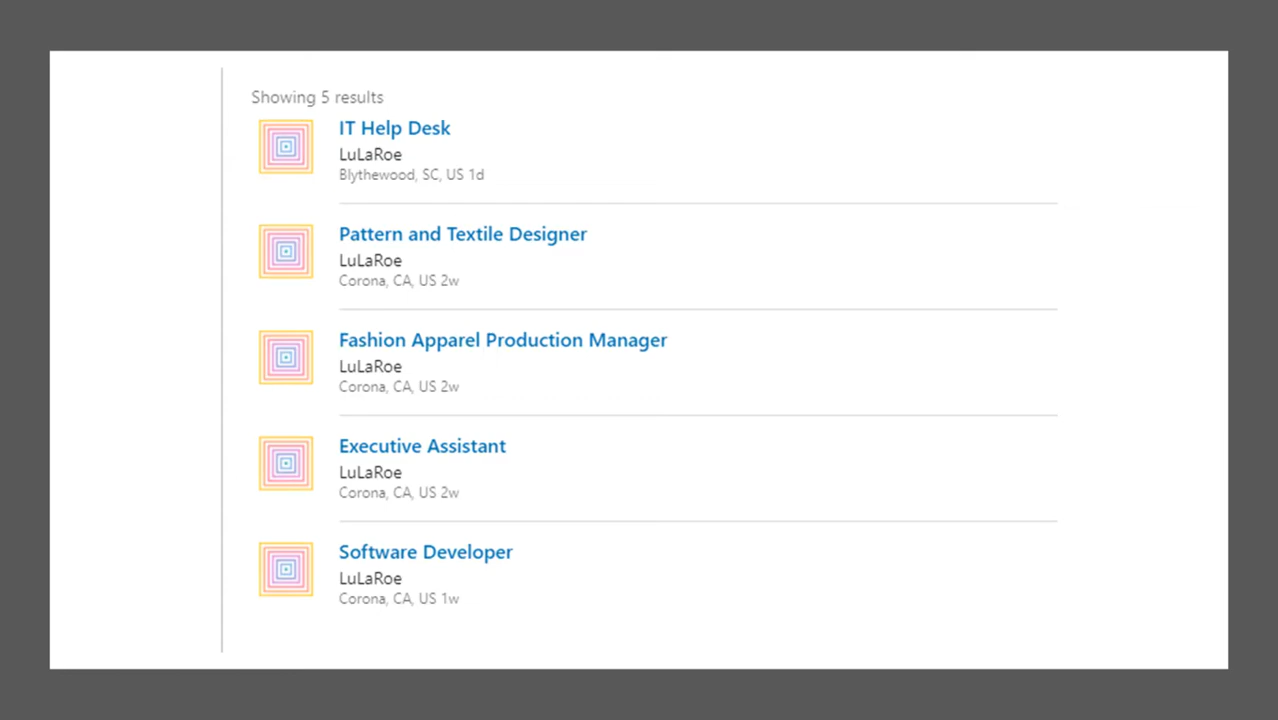 Showing 5 results
IT Help Desk
LuLaRoe
Blythewood, SC, US 1d
Pattern and Textile Designer
LuLaRoe
Corona, CA, US 2w
Fashion Apparel Production Manager
LuLaRoe
Corona, CA, US 2w
Executive Assistant
LuLaRoe
Corona, CA, US 2w
Software Developer
LuLaRoe
Corona, CA, US 1w